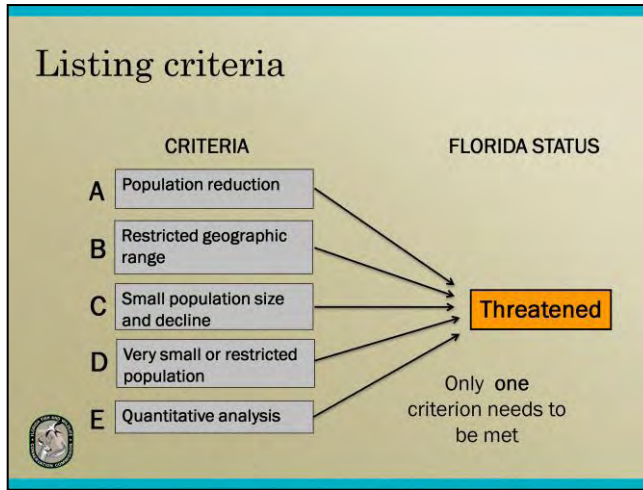 Listing criteria
CRITERIA
FLORIDA STATUS
A
Population reduction
B
Restricted geographic
range
C
Small population size
and decline
D
Very small or restricted
population
E
Quantitative analysis
Threatened
Only one
criterion needs to
be met